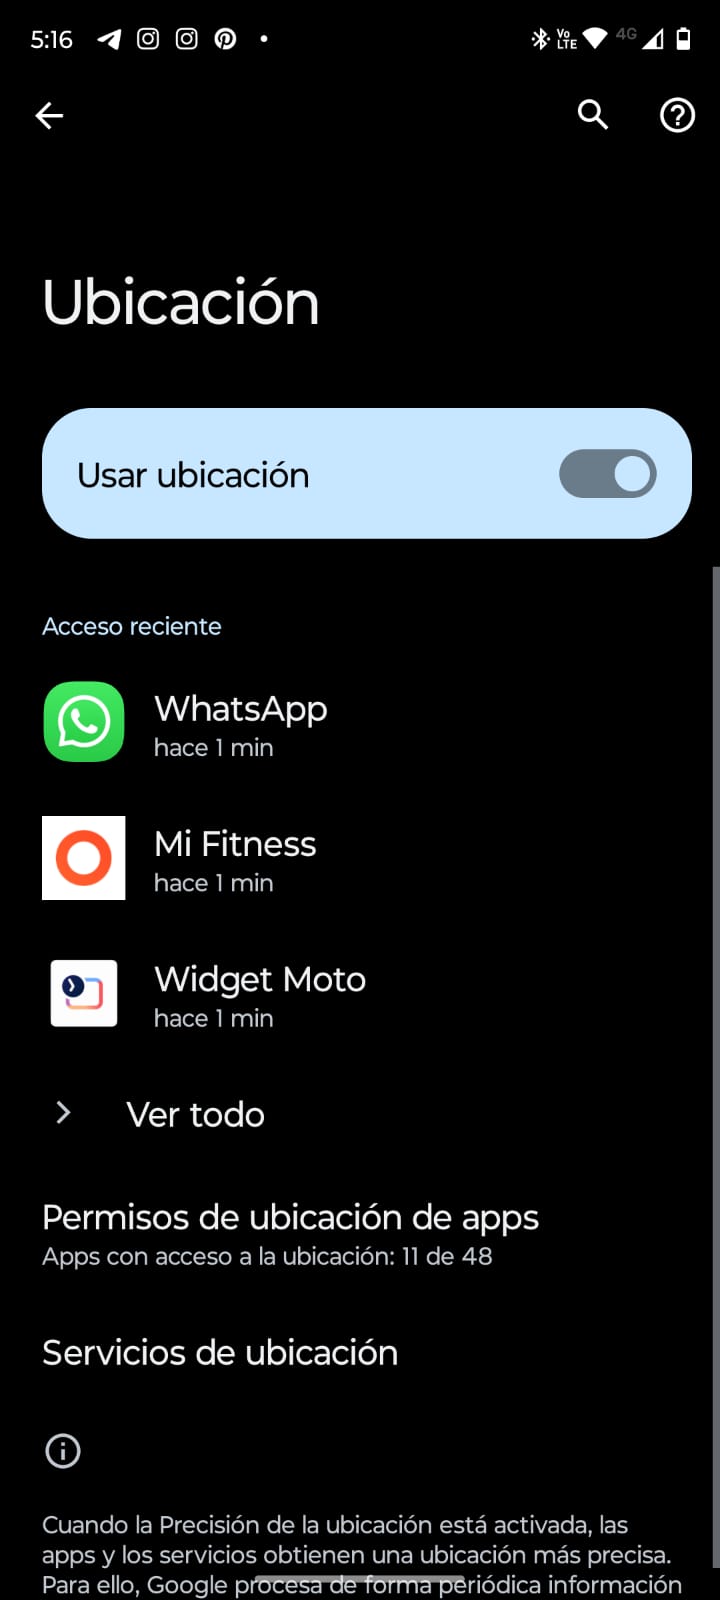 5:16
Vo LTE 4G
Ubicación
Usar ubicación
Acceso reciente
WhatsApp
hace 1 min
Mi Fitness
hace 1 min
Widget Moto
hace 1 min
Ver todo
Permisos de ubicación de apps
Apps con acceso a la ubicación: 11 de 48
Servicios de ubicación
Cuando la Precisión de la ubicación está activada, las
apps y los servicios obtienen una ubicación más precisa.
Para ello, Google procesa de forma periódica información